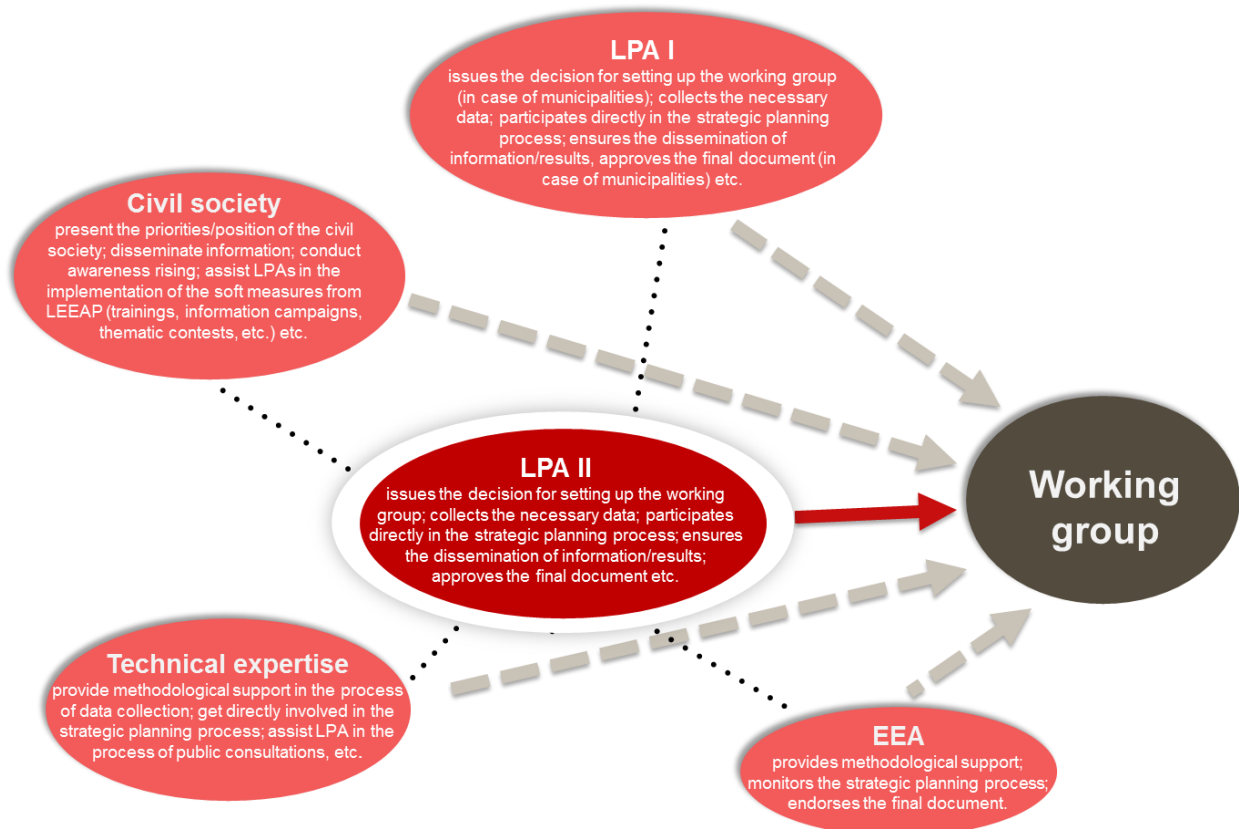 LPA I
issues the decision for setting up the working group
(in case of municipalities); collects the necessary
data; participates directly in the strategic planning
process; ensures the dissemination of
information/results, approves the final document (in
case of municipalities) etc.
Civil society
present the priorities/position of the civil
society; disseminate information; conduct
awareness rising; assist LPAs in the
implementation of the soft measures from
LEEAP (trainings, information campaigns,
thematic contests, etc.) etc.
LPA II
issues the decision for setting up the working
group; collects the necessary data; participates
directly in the strategic planning process; ensures
the dissemination of information/results;
approves the final document etc.
Working
group
Technical expertise
provide methodological support in the process
of data collection; get directly involved in the
strategic planning process; assist LPA in the
process of public consultations, etc.
EEA
provides methodological support;
monitors the strategic planning process;
endorses the final document.